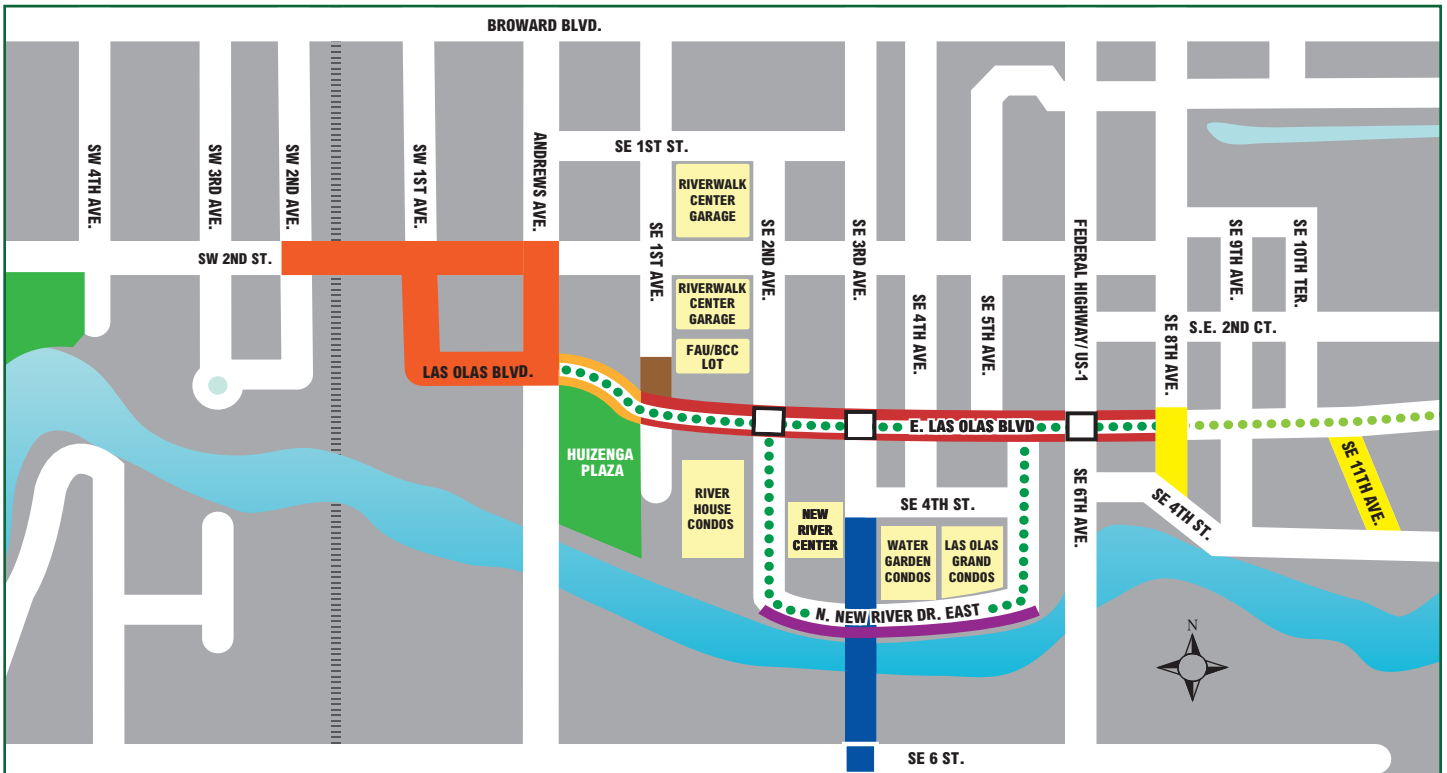 BROWARD BLVD.
SW 4TH AVE.
SW 3RD AVE.
SW 2ND AVE.
SW 1ST AVE.
ANDREWS AVE.
SE 1ST ST.
RIVERWALK
CENTER
GARAGE
SE 1ST AVE.
SE 2ND AVE.
SE 3RD AVE.
FEDERAL HIGHWAY/ US-1
SE 9TH AVE.
SE 10TH TER.
SW 2ND ST.
RIVERWALK
CENTER
GARAGE
SE 4TH AVE.
SE 5TH AVE.
SE 8TH AVE.
S.E. 2ND CT.
FAU/BCC
LOT
LAS OLAS BLVD.
E. LAS OLAS BLVD
HUIZENGA
PLAZA
RIVER
HOUSE
CONDOS
NEW
RIVER
CENTER
SE 4TH ST.
SE 6TH AVE.
SE 4TH ST.
SE 11TH AVE.
WATER
GARDEN
CONDOS
LAS OLAS
GRAND
CONDOS
N. NEW RIVER DR. EAST
N
SE 6 ST.